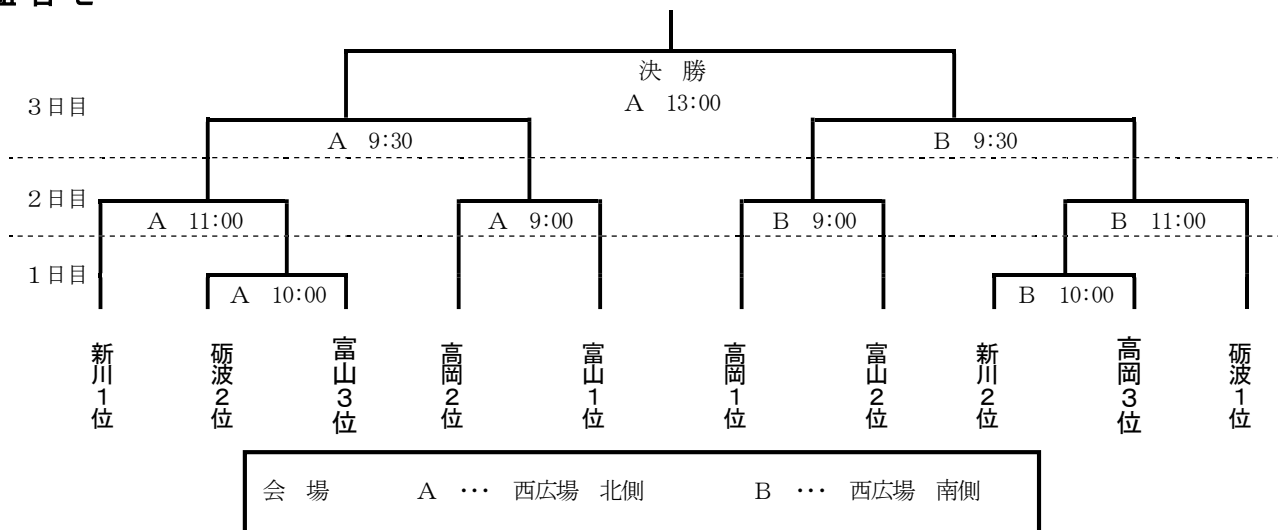 決 勝
A 13:00
3日目
A 9:30
B 9:30
2日目
A 11:00
A 9:00
B 9:00
B 11:00
1日目
A 10:00
B 10:00
新川1位
砺波2位
富山3位
高岡2位
富山1位
高岡1位
富山2位
新川2位
高岡3位
砺波1位
会 場 A … 西広場 北側 B … 西広場 南側